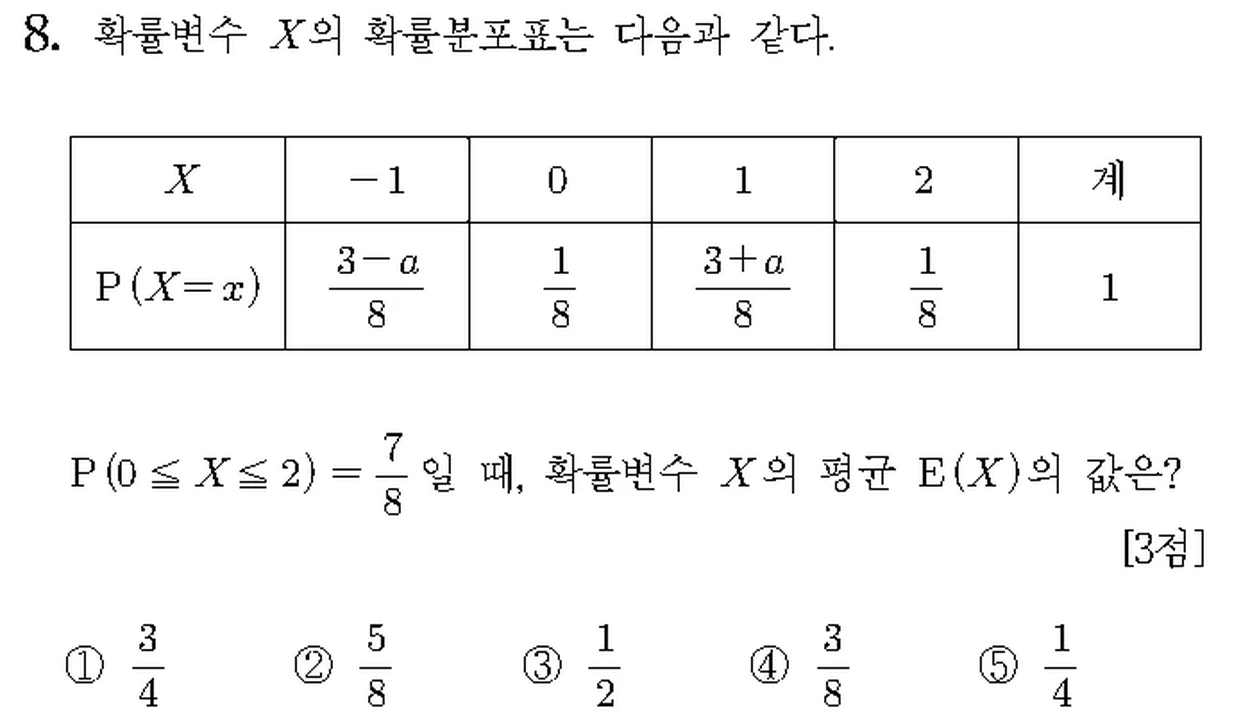 8. 확률변수 X의 확률분포표는 다음과 같다.
X −1 0 1 2 계
P(X=x) (3−a)/8 1/8 (3+a)/8 1/8 1
P(0≦X≦2)=7/8일 때, 확률변수 X의 평균 E(X)의 값은?
[3점]
① 3/4 ② 5/8 ③ 1/2 ④ 3/8 ⑤ 1/4